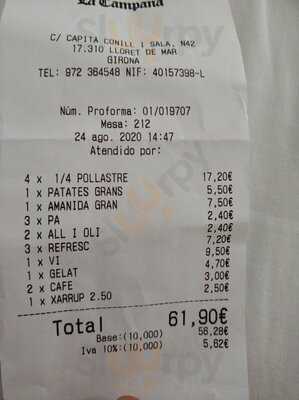 La Campana
C/ CAPITA CONILL I SALA, N42
17.310 LLORET DE MAR
GIRONA
TEL: 972 364548 NIF: 40157398-L
Núm. Proforma: 01/019707
Mesa: 212
24 ago. 2020 14:47
Atendido por:
4 x 1/4 POLLASTRE 17,20€
1 x PATATES GRANS 5,50€
1 x AMANIDA GRAN 7,50€
3 x PA 2,40€
2 x ALL I OLI 2,40€
3 x REFRESC 7,20€
1 x VI 9,50€
1 x GELAT 4,70€
2 x CAFE 3,00€
1 x XARRUP 2.50 2,50€
Total 61,90€
Base:(10,000) 56,28€
Iva 10%:(10,000) 5,62€
sluurpy